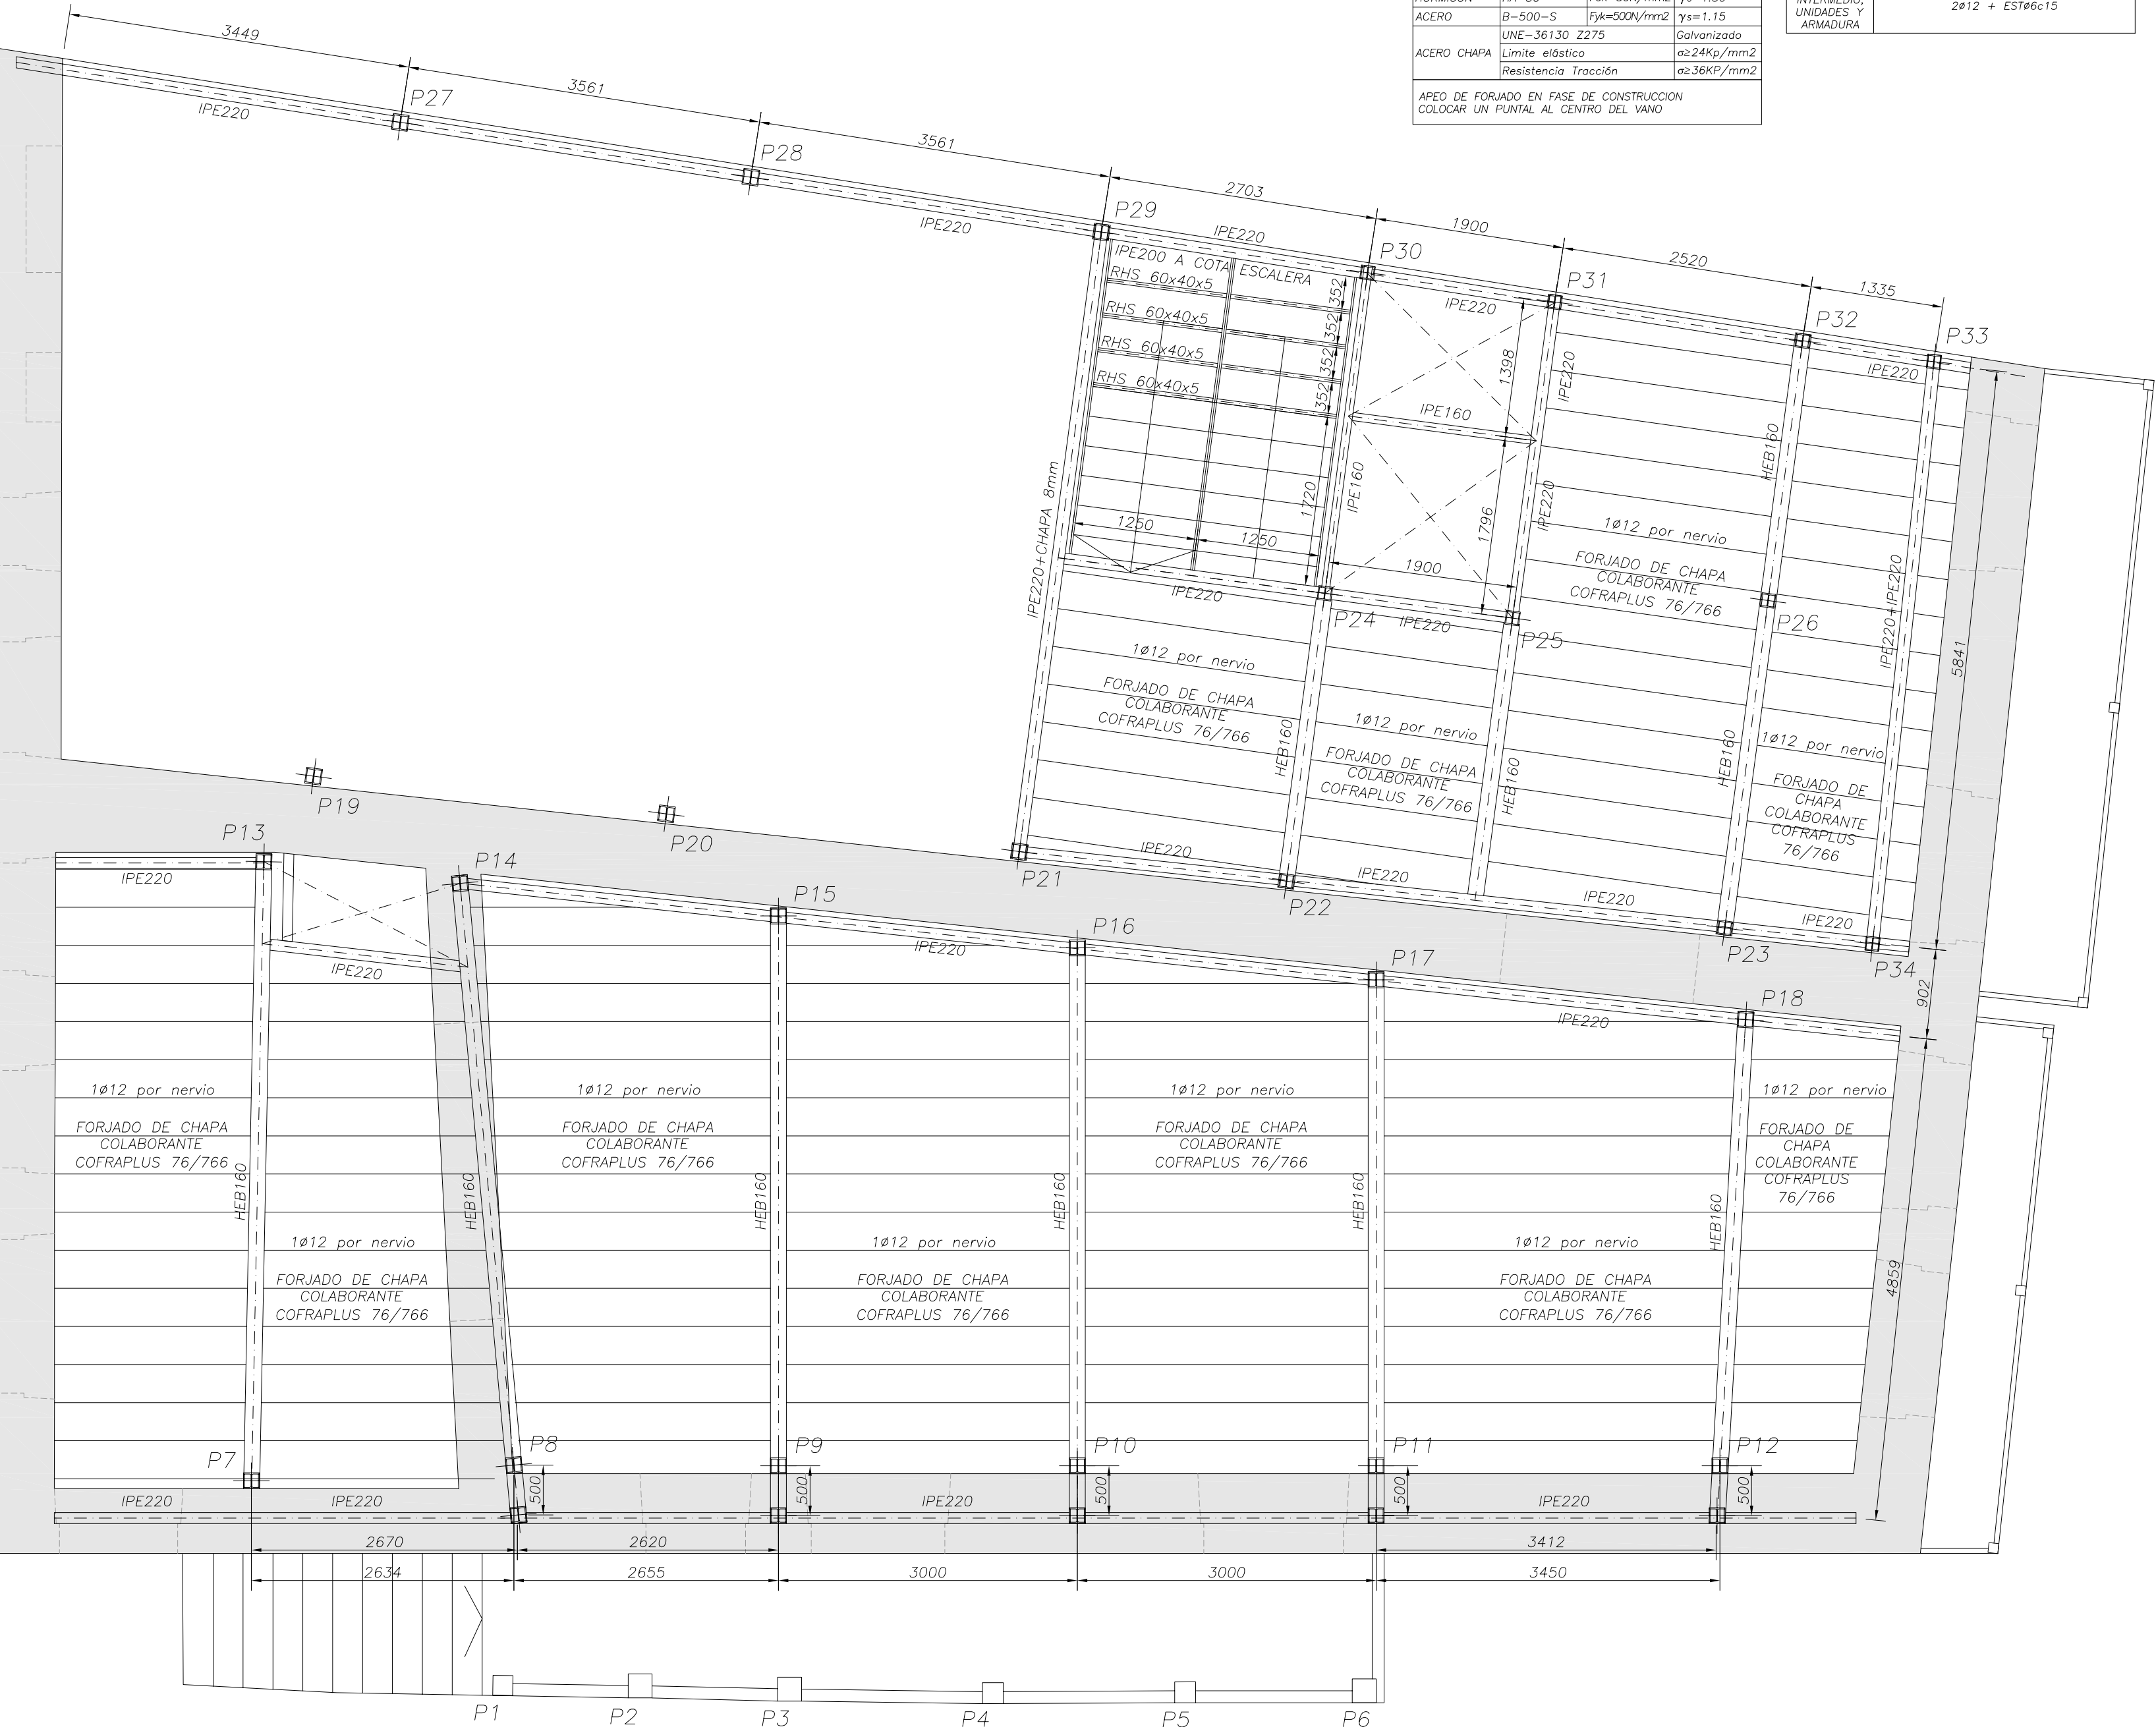 ACERO B-500-S Fyk=500N/mm2 γs=1.15
UNE-36130 Z275 Galvanizado
ACERO CHAPA Limite elástico σ≥24Kp/mm2
Resistencia Tracción σ≥36KP/mm2
APEO DE FORJADO EN FASE DE CONSTRUCCION
COLOCAR UN PUNTAL AL CENTRO DEL VANO
INTERMEDIO,
UNIDADES Y
ARMADURA
2ø12 + ESTø6c15
3449
3561
3561
2703
1900
2520
1335
P27
P28
P29
P30
P31
P32
P33
IPE220
IPE220
IPE220
IPE220
IPE220
IPE200 A COTA ESCALERA
RHS 60x40x5
RHS 60x40x5
RHS 60x40x5
RHS 60x40x5
352
352
352
352
1720
1250
1250
1398
1796
1900
IPE160
IPE160
IPE220
IPE220
HEB160
IPE220+CHAPA 8mm
IPE220+IPE220
5841
IPE220
IPE220
P24
P25
P26
1ø12 por nervio
FORJADO DE CHAPA
COLABORANTE
COFRAPLUS 76/766
1ø12 por nervio
FORJADO DE CHAPA
COLABORANTE
COFRAPLUS 76/766
1ø12 por nervio
FORJADO DE CHAPA
COLABORANTE
COFRAPLUS 76/766
1ø12 por nervio
FORJADO DE
CHAPA
COLABORANTE
COFRAPLUS
76/766
HEB160
HEB160
HEB160
P19
P20
P21
P22
P23
P34
IPE220
IPE220
IPE220
IPE220
902
P13
P14
P15
P16
P17
P18
IPE220
IPE220
IPE220
IPE220
1ø12 por nervio
FORJADO DE CHAPA
COLABORANTE
COFRAPLUS 76/766
1ø12 por nervio
FORJADO DE CHAPA
COLABORANTE
COFRAPLUS 76/766
1ø12 por nervio
FORJADO DE CHAPA
COLABORANTE
COFRAPLUS 76/766
1ø12 por nervio
FORJADO DE
CHAPA
COLABORANTE
COFRAPLUS
76/766
HEB160
HEB160
HEB160
HEB160
HEB160
HEB160
1ø12 por nervio
FORJADO DE CHAPA
COLABORANTE
COFRAPLUS 76/766
1ø12 por nervio
FORJADO DE CHAPA
COLABORANTE
COFRAPLUS 76/766
1ø12 por nervio
FORJADO DE CHAPA
COLABORANTE
COFRAPLUS 76/766
4859
P7
P8
P9
P10
P11
P12
500
500
500
500
500
IPE220
IPE220
IPE220
IPE220
2670
2620
3412
2634
2655
3000
3000
3450
P1
P2
P3
P4
P5
P6